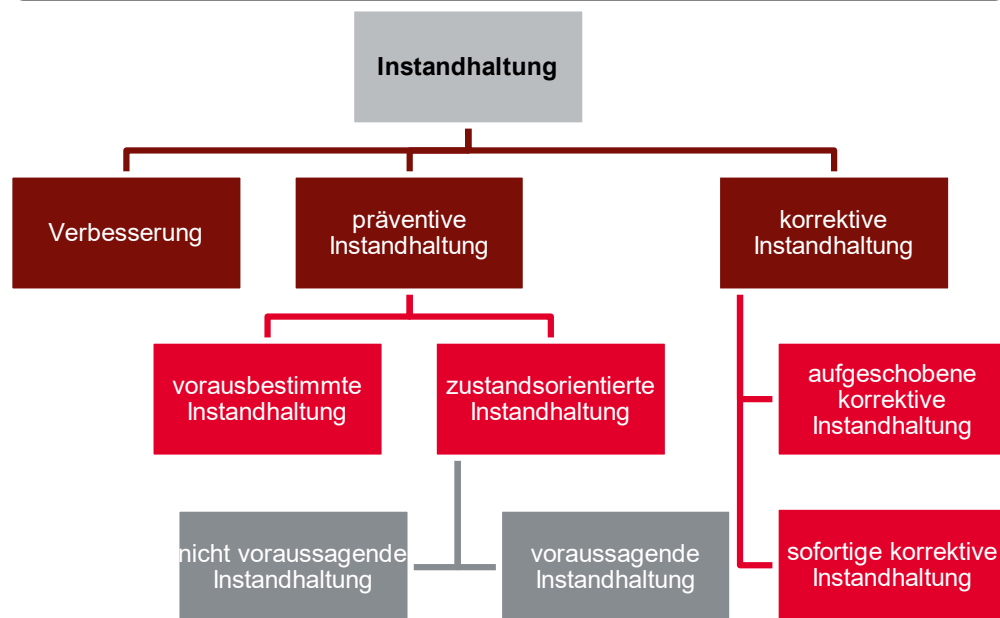 Instandhaltung
Verbesserung
präventive
Instandhaltung
korrektive
Instandhaltung
vorausbestimmte
Instandhaltung
zustandsorientierte
Instandhaltung
aufgeschobene
korrektive
Instandhaltung
nicht voraussagende
Instandhaltung
voraussagende
Instandhaltung
sofortige korrektive
Instandhaltung